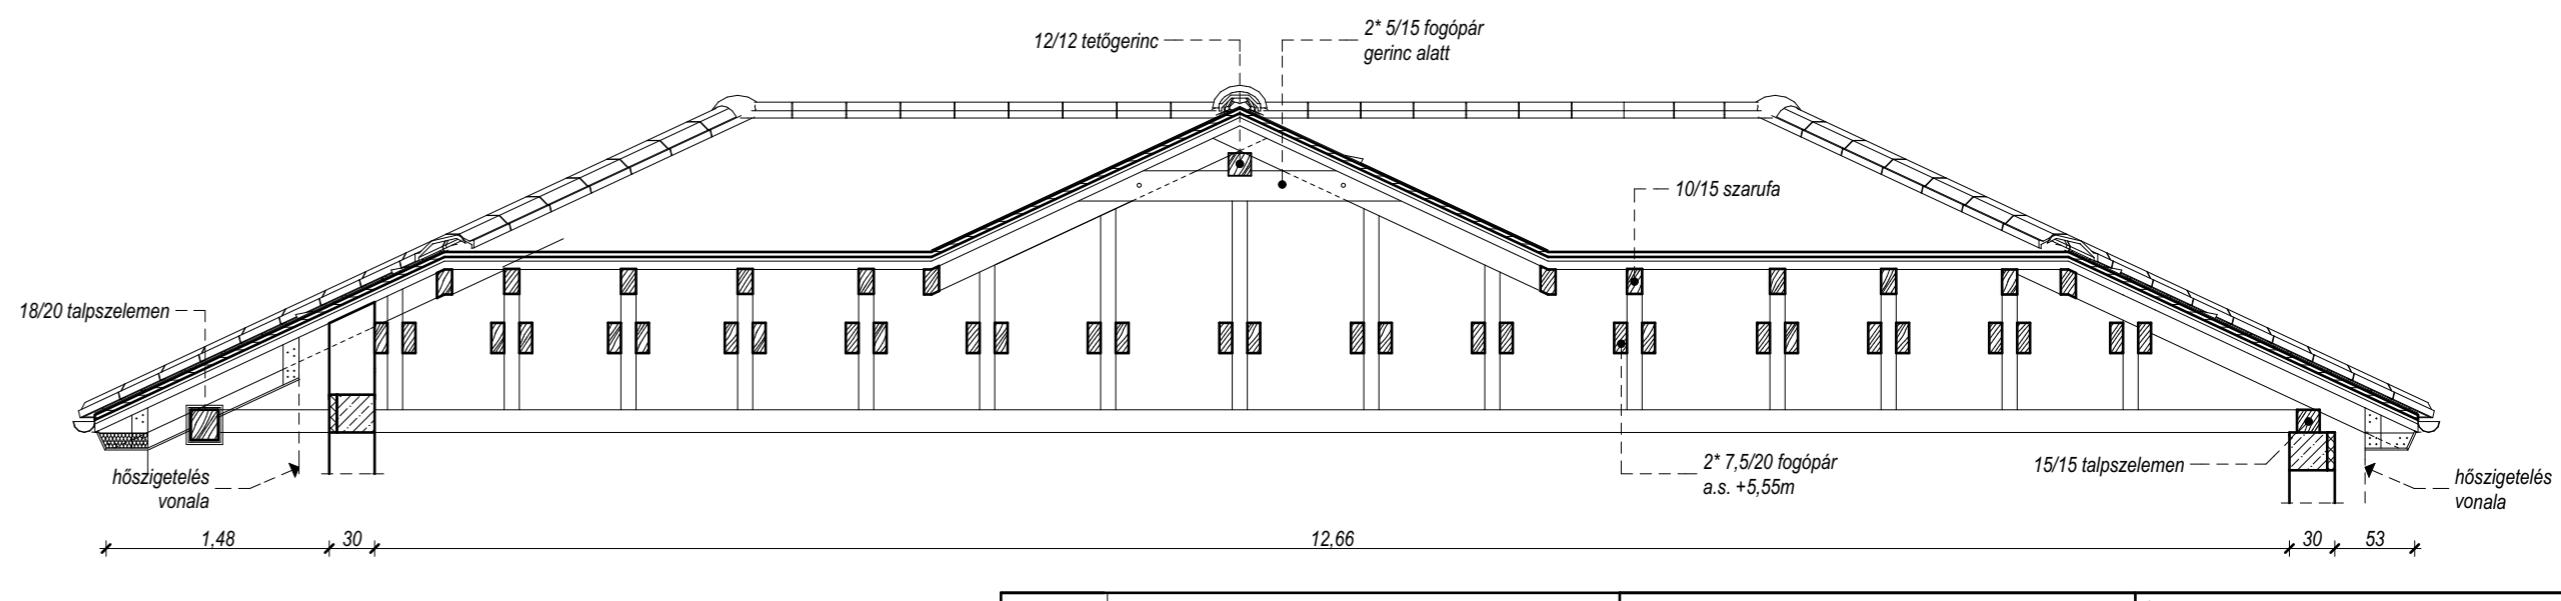 12/12 tetőgerinc
2* 5/15 fogópár
gerinc alatt
10/15 szarufa
18/20 talpszelemen
hőszigetelés
vonala
2* 7,5/20 fogópár
a.s. +5,55m
15/15 talpszelemen
hőszigetelés
vonala
1,48
30
12,66
30
53